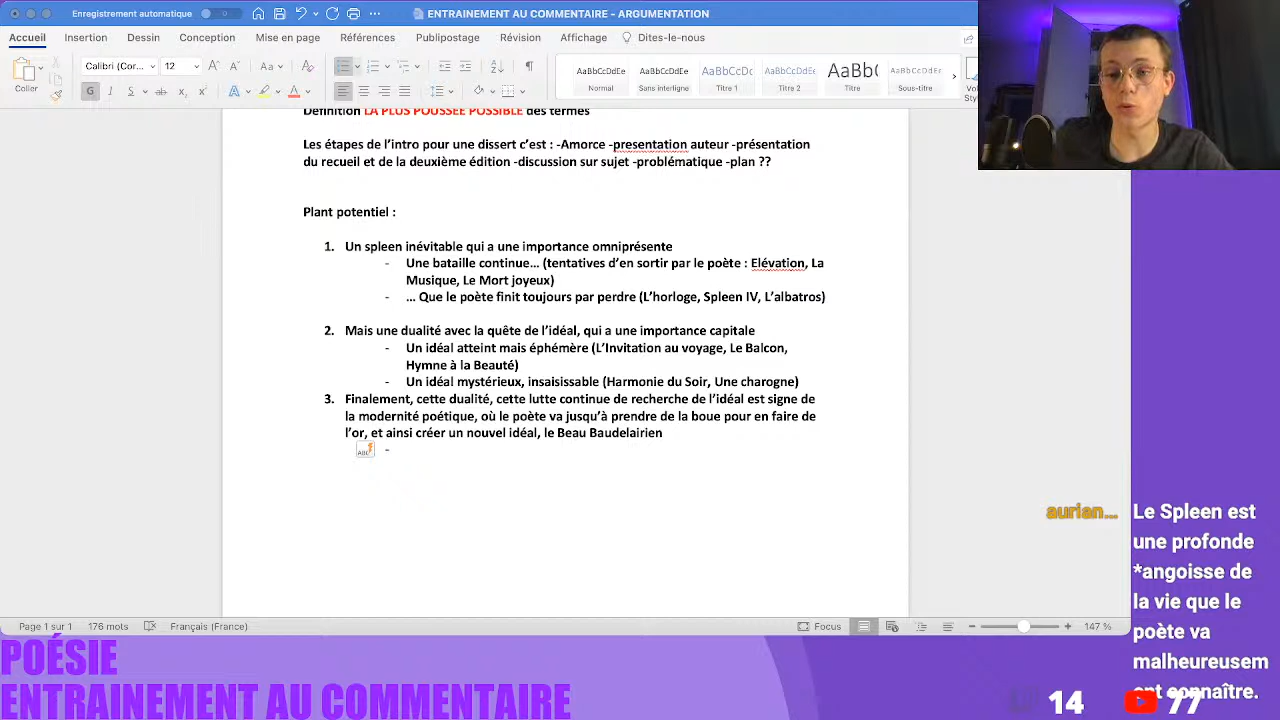 Enregistrement automatique
ENTRAINEMENT AU COMMENTAIRE - ARGUMENTATION
Accueil Insertion Dessin Conception Mise en page Références Publipostage Révision Affichage Dites-le-nous
Coller
Calibri (Cor... 12
AaBbCcDdEe AaBbCcDdEe AaBbCcDc AaBbCcDdEe AaBb( AaBbCcDdEe
Normal Sans interligne Titre 1 Titre 2 Titre Sous-titre
Définition LA PLUS POUSSEE POSSIBLE des termes
Les étapes de l'intro pour une dissert c'est : -Amorce -presentation auteur -présentation
du recueil et de la deuxième édition -discussion sur sujet -problématique -plan ??
Plant potentiel :
1. Un spleen inévitable qui a une importance omniprésente
- Une bataille continue... (tentatives d'en sortir par le poète : Elévation, La
Musique, Le Mort joyeux)
- ... Que le poète finit toujours par perdre (L'horloge, Spleen IV, L'albatros)
2. Mais une dualité avec la quête de l'idéal, qui a une importance capitale
- Un idéal atteint mais éphémère (L'Invitation au voyage, Le Balcon,
Hymne à la Beauté)
- Un idéal mystérieux, insaisissable (Harmonie du Soir, Une charogne)
3. Finalement, cette dualité, cette lutte continue de recherche de l'idéal est signe de
la modernité poétique, où le poète va jusqu'à prendre de la boue pour en faire de
l'or, et ainsi créer un nouvel idéal, le Beau Baudelairien
-
aurian...
Le Spleen est
une profonde
*angoisse de
la vie que le
poète va
malheureusem
ent connaître.
Page 1 sur 1 176 mots Français (France) Focus 147 %
POÉSIE
ENTRAINEMENT AU COMMENTAIRE
14 77